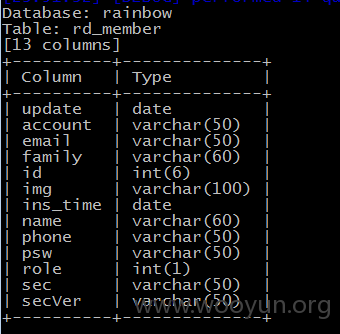 Database: rainbow
Table: rd_member
[13 columns]
+----------+--------------+
| Column   | Type         |
+----------+--------------+
| update   | date         |
| account  | varchar(50)  |
| email    | varchar(50)  |
| family   | varchar(60)  |
| id       | int(6)       |
| img      | varchar(100) |
| ins_time | date         |
| name     | varchar(60)  |
| phone    | varchar(50)  |
| psw      | varchar(50)  |
| role     | int(1)       |
| sec      | varchar(50)  |
| secVer   | varchar(50)  |
+----------+--------------+
www.wooyun.org